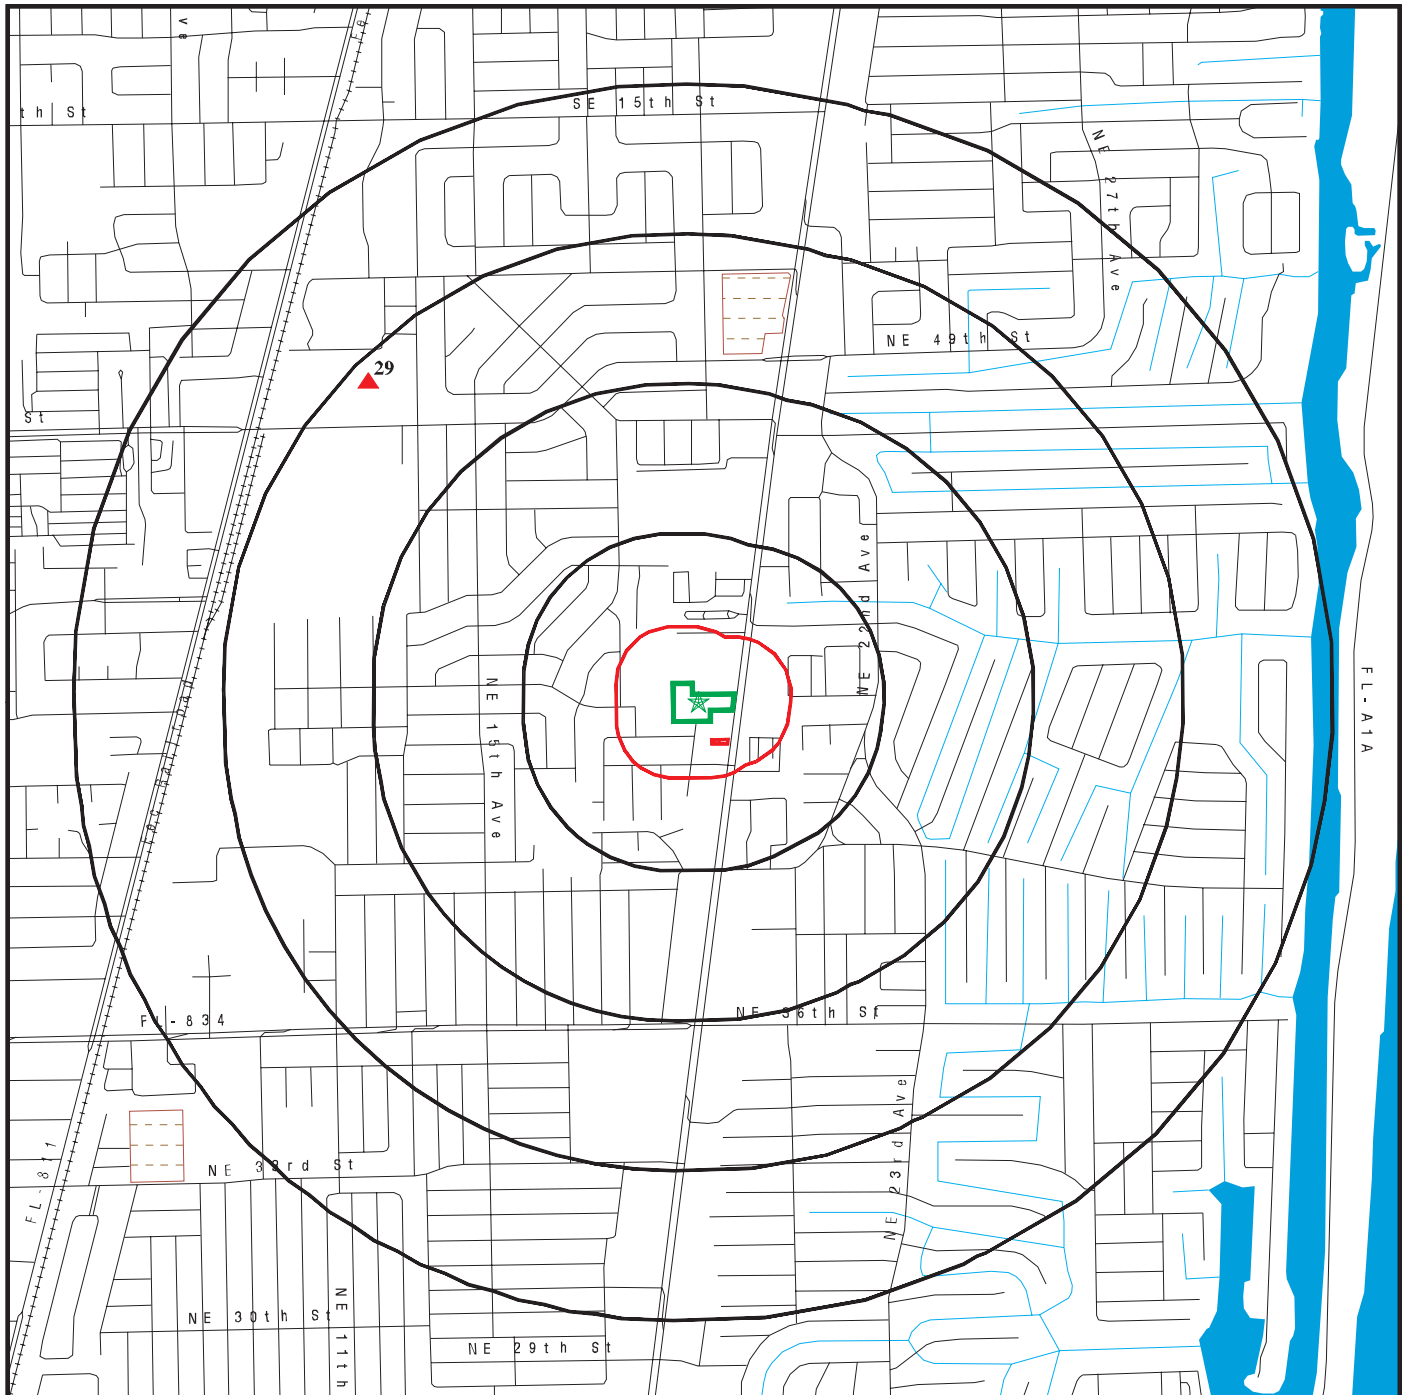 SE 15th St
th St
NE 27th Ave
NE 49th St
29
St
NE 22nd Ave
NE 15th Ave
FL-A1A
FL-834
NE 36th St
NE 23rd Ave
FL-811
NE 33rd St
NE 30th St
NE 11th
NE 29th St